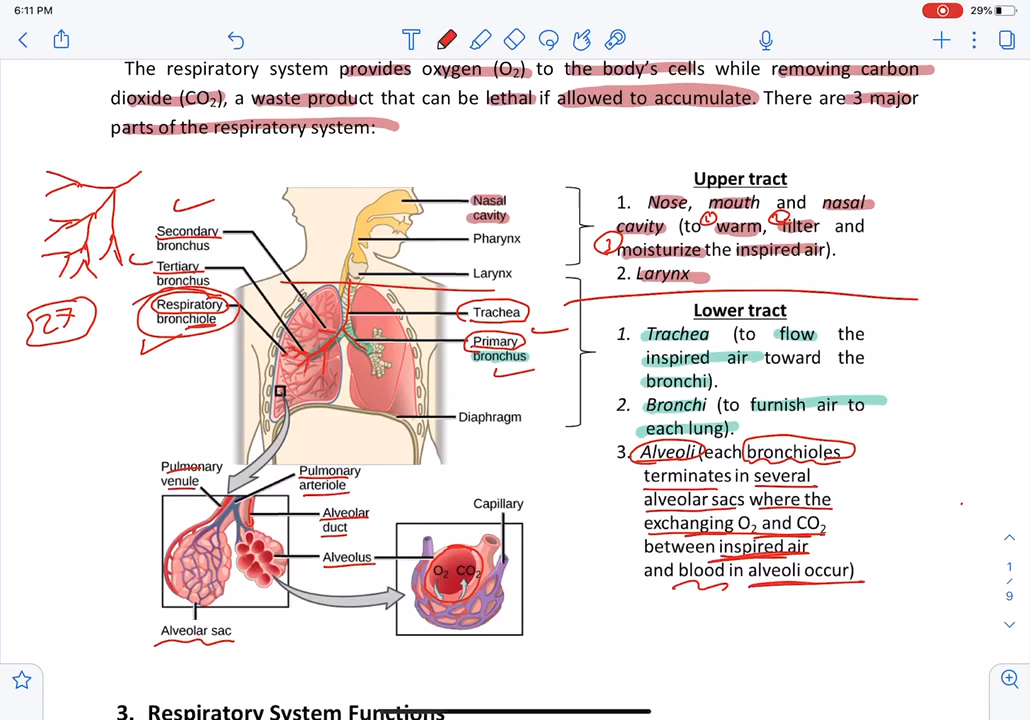 6:11 PM
29%
T
The respiratory system provides oxygen (O₂) to the body's cells while removing carbon
dioxide (CO₂), a waste product that can be lethal if allowed to accumulate. There are 3 major
parts of the respiratory system:
Secondary
bronchus
Tertiary
bronchus
Respiratory
bronchiole
27
Nasal
cavity
Pharynx
Larynx
Trachea
Primary
bronchus
Diaphragm
Upper tract
1. Nose, mouth and nasal
cavity (to ① warm, ② filter and
③ moisturize the inspired air).
2. Larynx
Lower tract
1. Trachea (to flow the
inspired air toward the
bronchi).
2. Bronchi (to furnish air to
each lung).
3. Alveoli (each bronchioles
terminates in several
alveolar sacs where the
exchanging O₂ and CO₂
between inspired air
and blood in alveoli occur)
Pulmonary
venule
Pulmonary
arteriole
Alveolar
duct
Alveolus
Alveolar sac
Capillary
O₂ CO₂
1
/
9
3. Respiratory System Functions